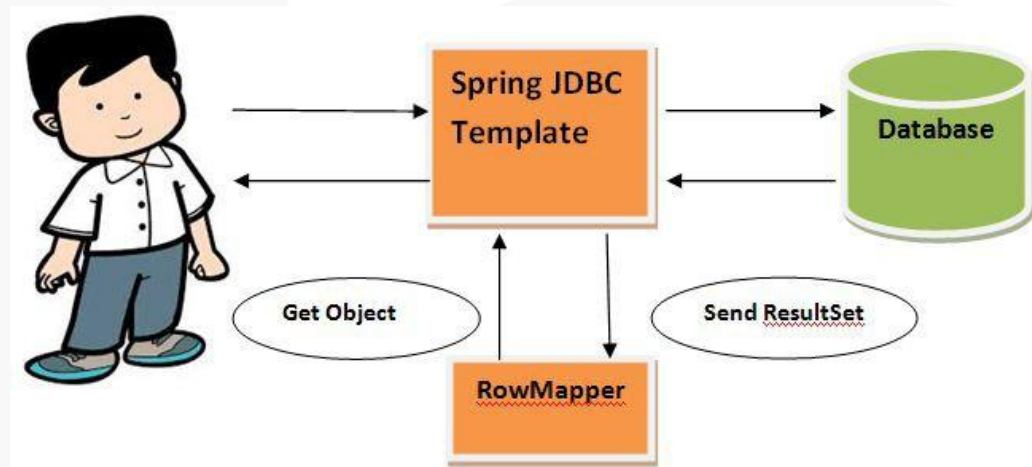 Spring JDBC
Template
Database
Get Object
Send ResultSet
RowMapper